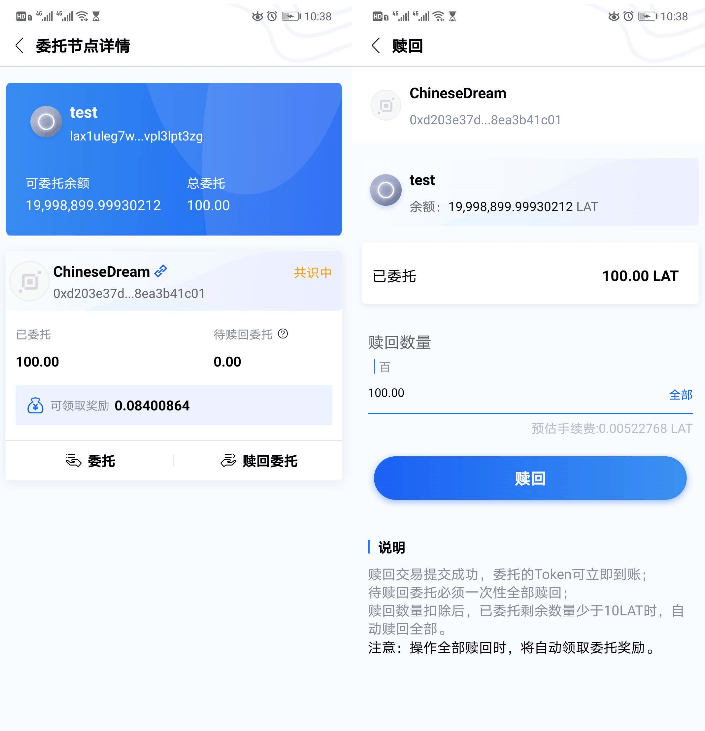 10:38
委托节点详情
test
lax1uleg7w...vpl3lpt3zg
可委托余额 总委托
19,998,899.99930212 100.00
ChineseDream 共识中
0xd203e37d...8ea3b41c01
已委托 待赎回委托
100.00 0.00
可领取奖励 0.08400864
委托 赎回委托
10:38
赎回
ChineseDream
0xd203e37d...8ea3b41c01
test
余额：19,998,899.99930212 LAT
已委托 100.00 LAT
赎回数量
百
100.00 全部
预估手续费:0.00522768 LAT
赎回
说明
赎回交易提交成功，委托的Token可立即到账；
待赎回委托必须一次性全部赎回；
赎回数量扣除后，已委托剩余数量少于10LAT时，自
动赎回全部。
注意：操作全部赎回时，将自动领取委托奖励。